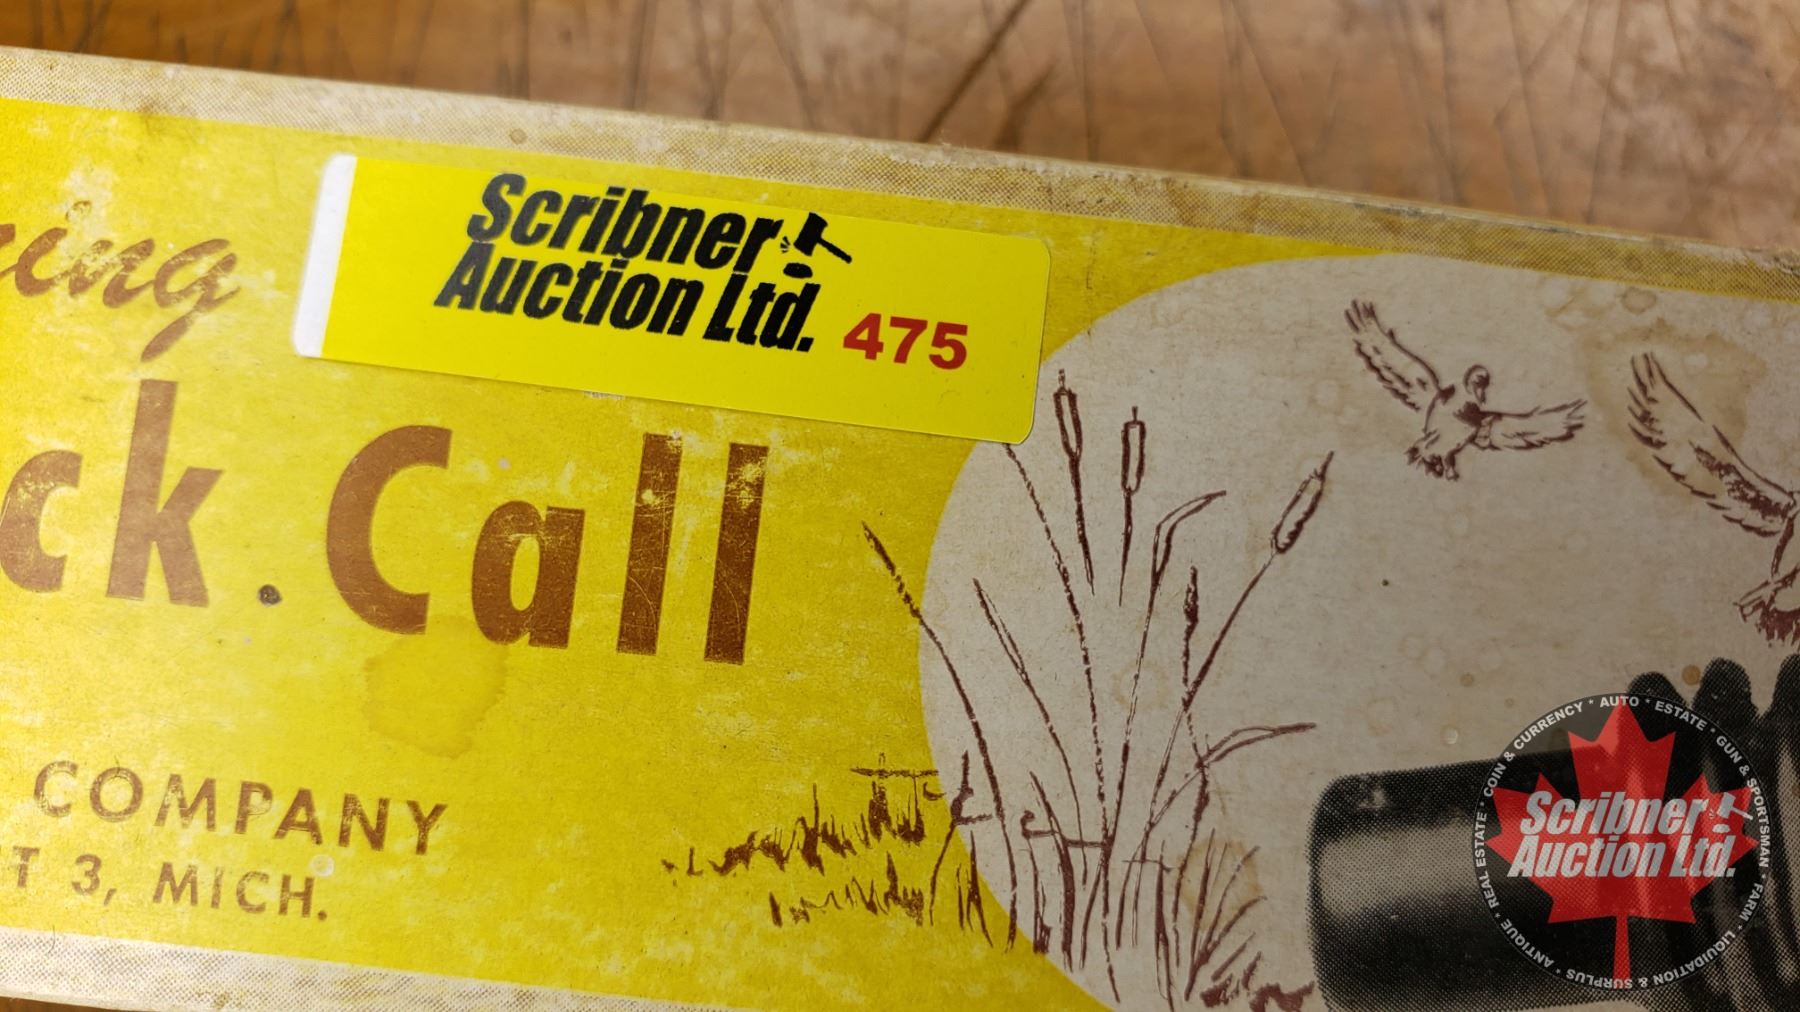 Scribner
Auction Ltd. 475
ck Call
COMPANY
T 3, MICH.
COIN & CURRENCY * AUTO * ESTATE * GUN & SPORTSMAN * FARM * LIQUIDATION & SURPLUS * ANTIQUE * REAL ESTATE *
Scribner
Auction Ltd.